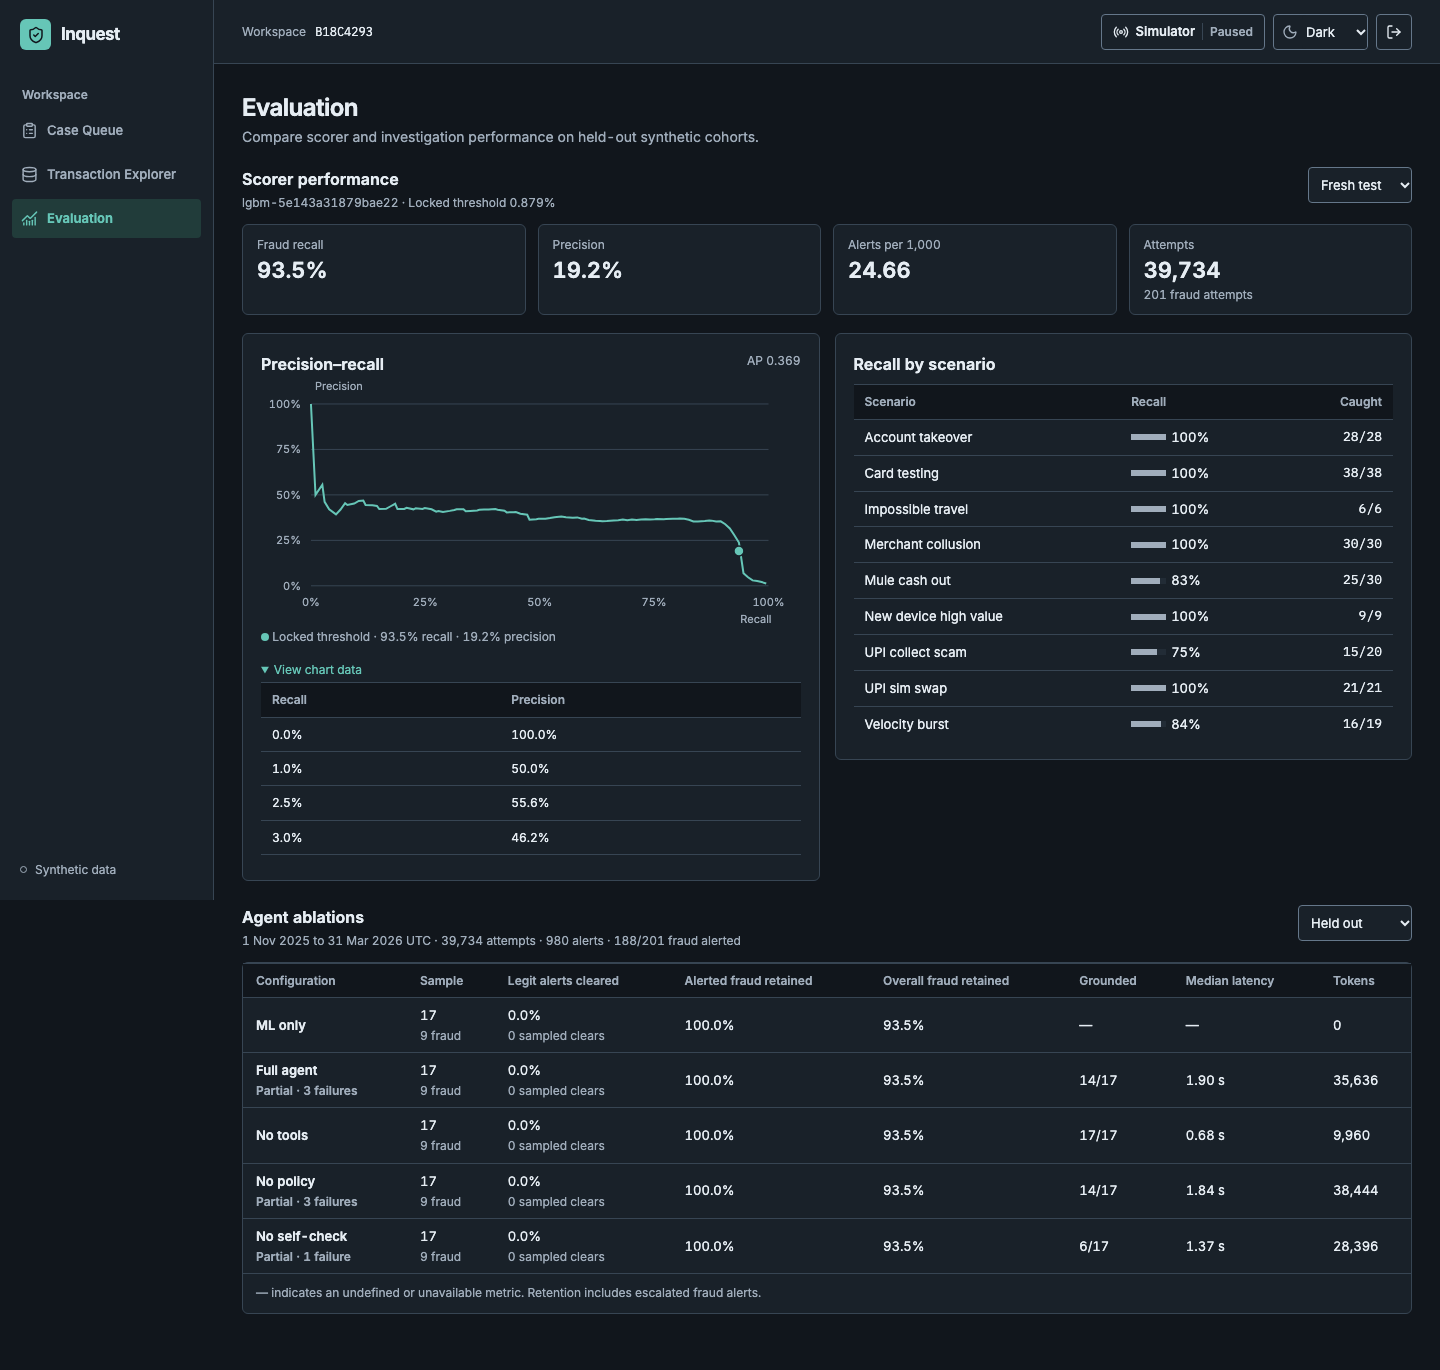 Inquest
Workspace B18C4293
Simulator Paused
Dark
Workspace
Case Queue
Transaction Explorer
Evaluation
Synthetic data
Evaluation
Compare scorer and investigation performance on held-out synthetic cohorts.
Scorer performance
lgbm-5e143a31879bae22 · Locked threshold 0.879%
Fresh test
Fraud recall
93.5%
Precision
19.2%
Alerts per 1,000
24.66
Attempts
39,734
201 fraud attempts
Precision–recall
AP 0.369
Precision
100%
75%
50%
25%
0%
0% 25% 50% 75% 100%
Recall
Locked threshold · 93.5% recall · 19.2% precision
▼ View chart data
Recall Precision
0.0% 100.0%
1.0% 50.0%
2.5% 55.6%
3.0% 46.2%
Recall by scenario
Scenario Recall Caught
Account takeover 100% 28/28
Card testing 100% 38/38
Impossible travel 100% 6/6
Merchant collusion 100% 30/30
Mule cash out 83% 25/30
New device high value 100% 9/9
UPI collect scam 75% 15/20
UPI sim swap 100% 21/21
Velocity burst 84% 16/19
Agent ablations
1 Nov 2025 to 31 Mar 2026 UTC · 39,734 attempts · 980 alerts · 188/201 fraud alerted
Held out
Configuration Sample Legit alerts cleared Alerted fraud retained Overall fraud retained Grounded Median latency Tokens
ML only 17 0.0% 100.0% 93.5% — — 0
9 fraud 0 sampled clears
Full agent 17 0.0% 100.0% 93.5% 14/17 1.90 s 35,636
Partial · 3 failures 9 fraud 0 sampled clears
No tools 17 0.0% 100.0% 93.5% 17/17 0.68 s 9,960
9 fraud 0 sampled clears
No policy 17 0.0% 100.0% 93.5% 14/17 1.84 s 38,444
Partial · 3 failures 9 fraud 0 sampled clears
No self-check 17 0.0% 100.0% 93.5% 6/17 1.37 s 28,396
Partial · 1 failure 9 fraud 0 sampled clears
— indicates an undefined or unavailable metric. Retention includes escalated fraud alerts.